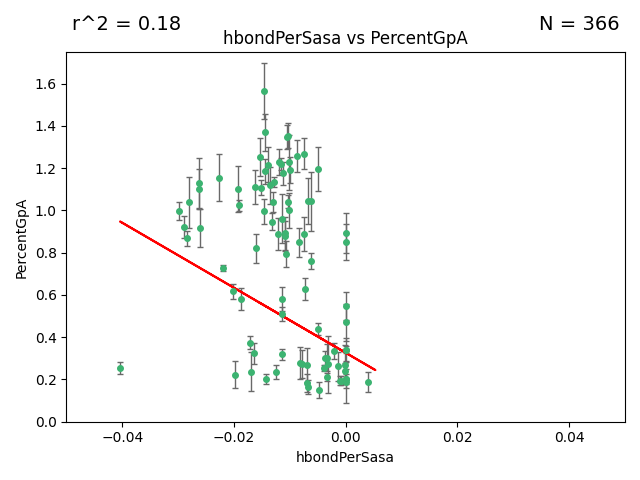 r^2 = 0.18
N = 366
hbondPerSasa vs PercentGpA
PercentGpA
1.6
1.4
1.2
1.0
0.8
0.6
0.4
0.2
0.0
−0.04 −0.02 0.00 0.02 0.04
hbondPerSasa